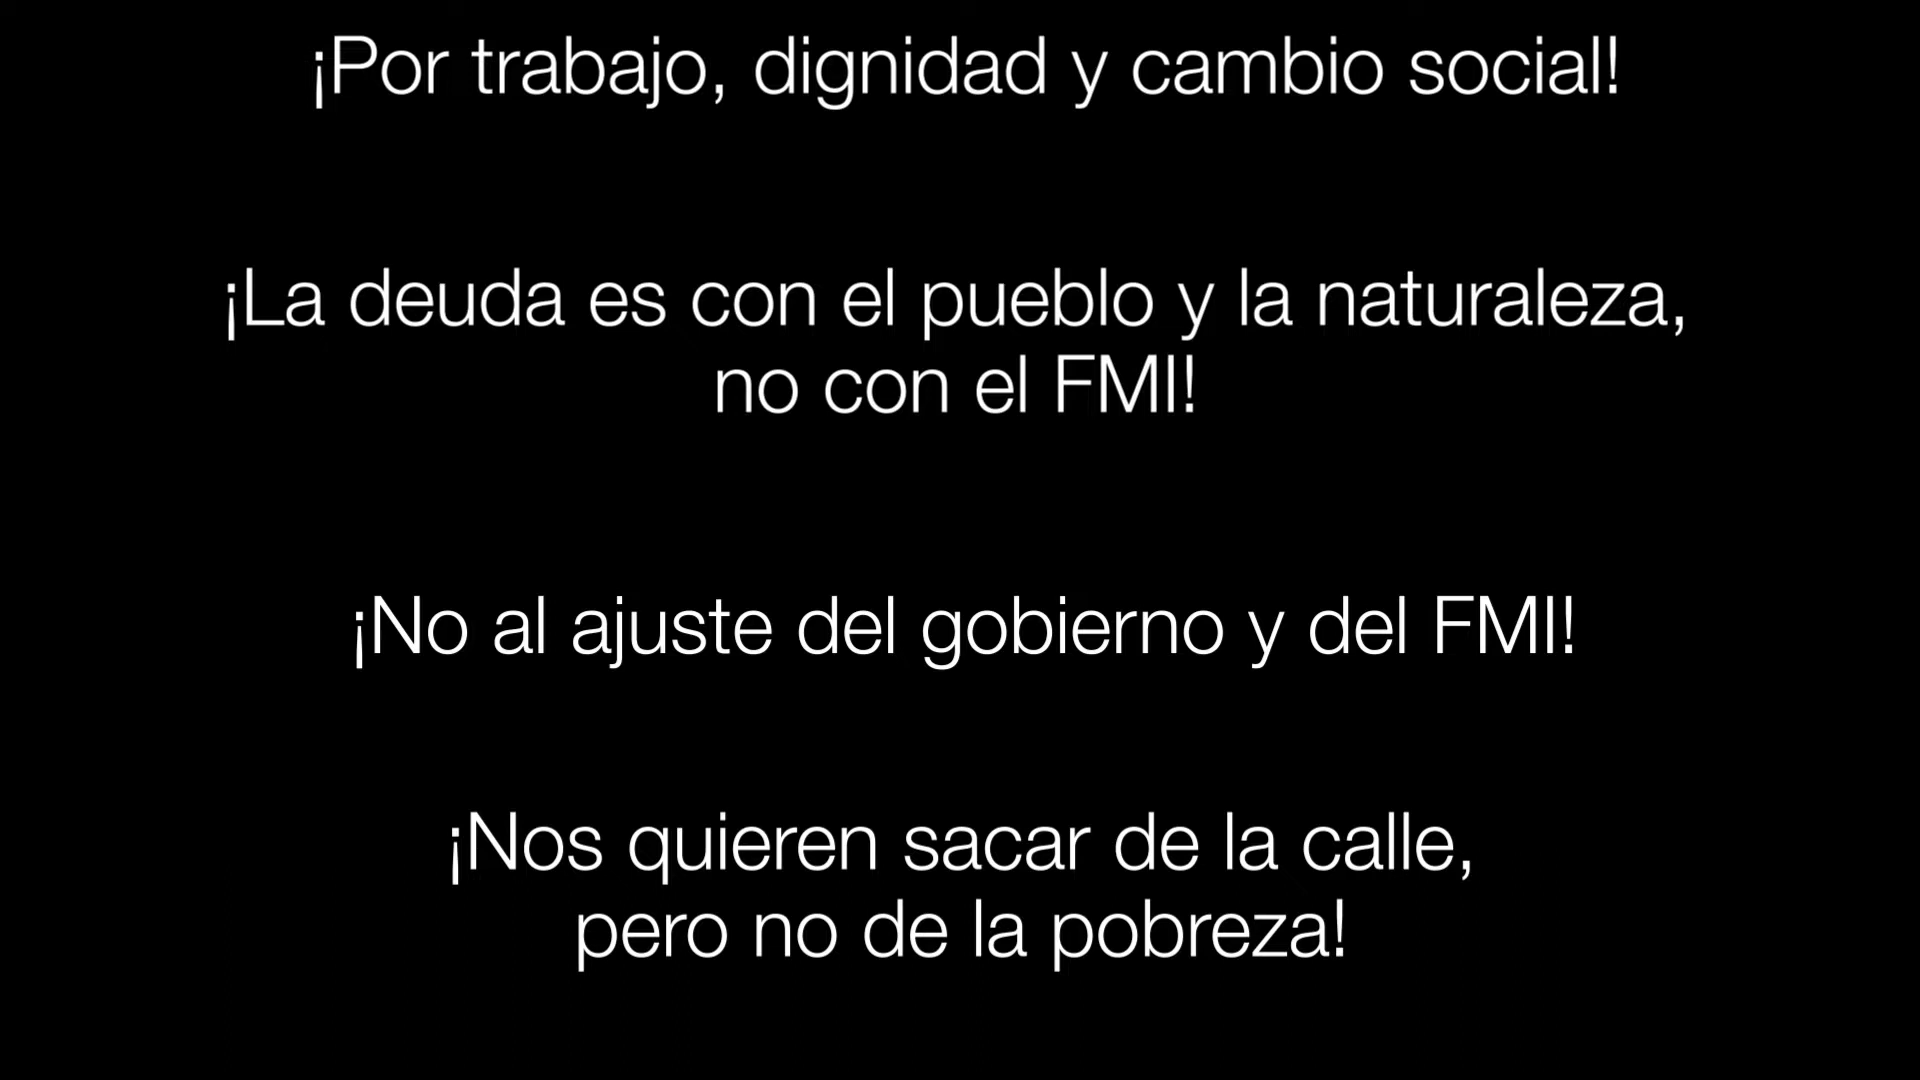 ¡Por trabajo, dignidad y cambio social!
¡La deuda es con el pueblo y la naturaleza,
no con el FMI!
¡No al ajuste del gobierno y del FMI!
¡Nos quieren sacar de la calle,
pero no de la pobreza!